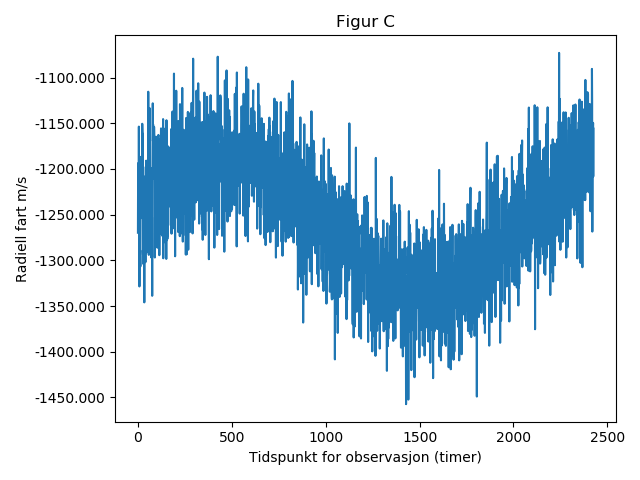 Figur C
-1100.000
-1150.000
-1200.000
-1250.000
-1300.000
-1350.000
-1400.000
-1450.000
Radiell fart m/s
0 500 1000 1500 2000 2500
Tidspunkt for observasjon (timer)